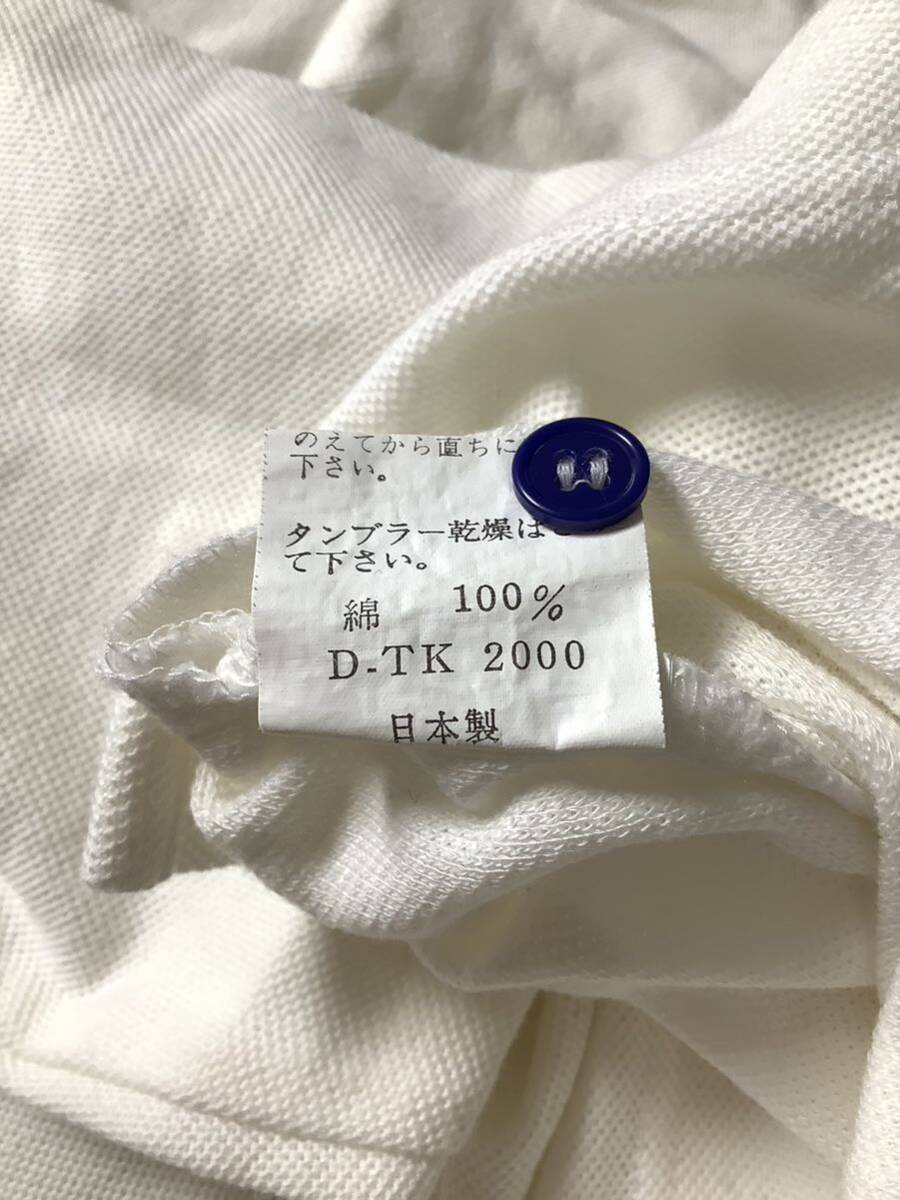 のえてから直ちに
下さい。
タンブラー乾燥は
て下さい。
綿 100%
D-TK 2000
日本製